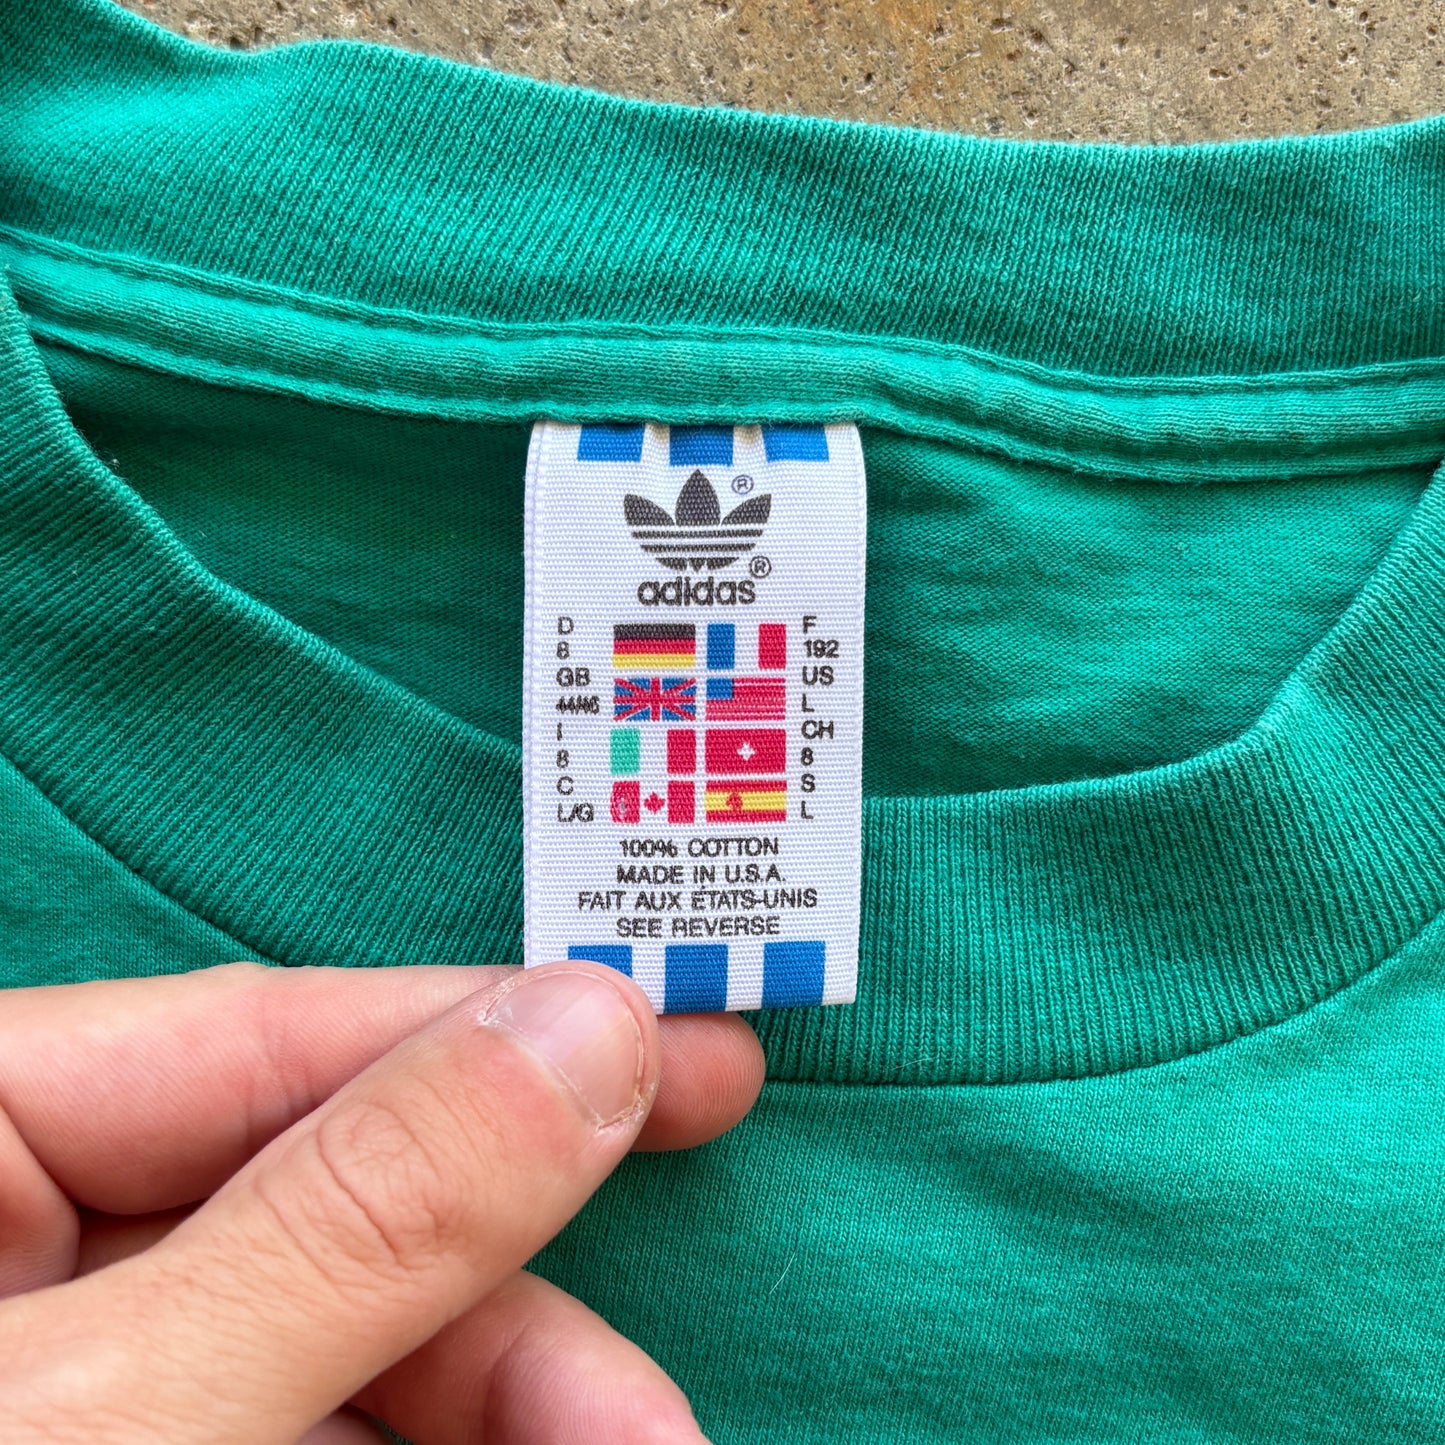 ®
adidas®
D F
8 192
GB US
44/46 L
I CH
8 8
C S
L/G L
100% COTTON
MADE IN U.S.A.
FAIT AUX ÉTATS-UNIS
SEE REVERSE